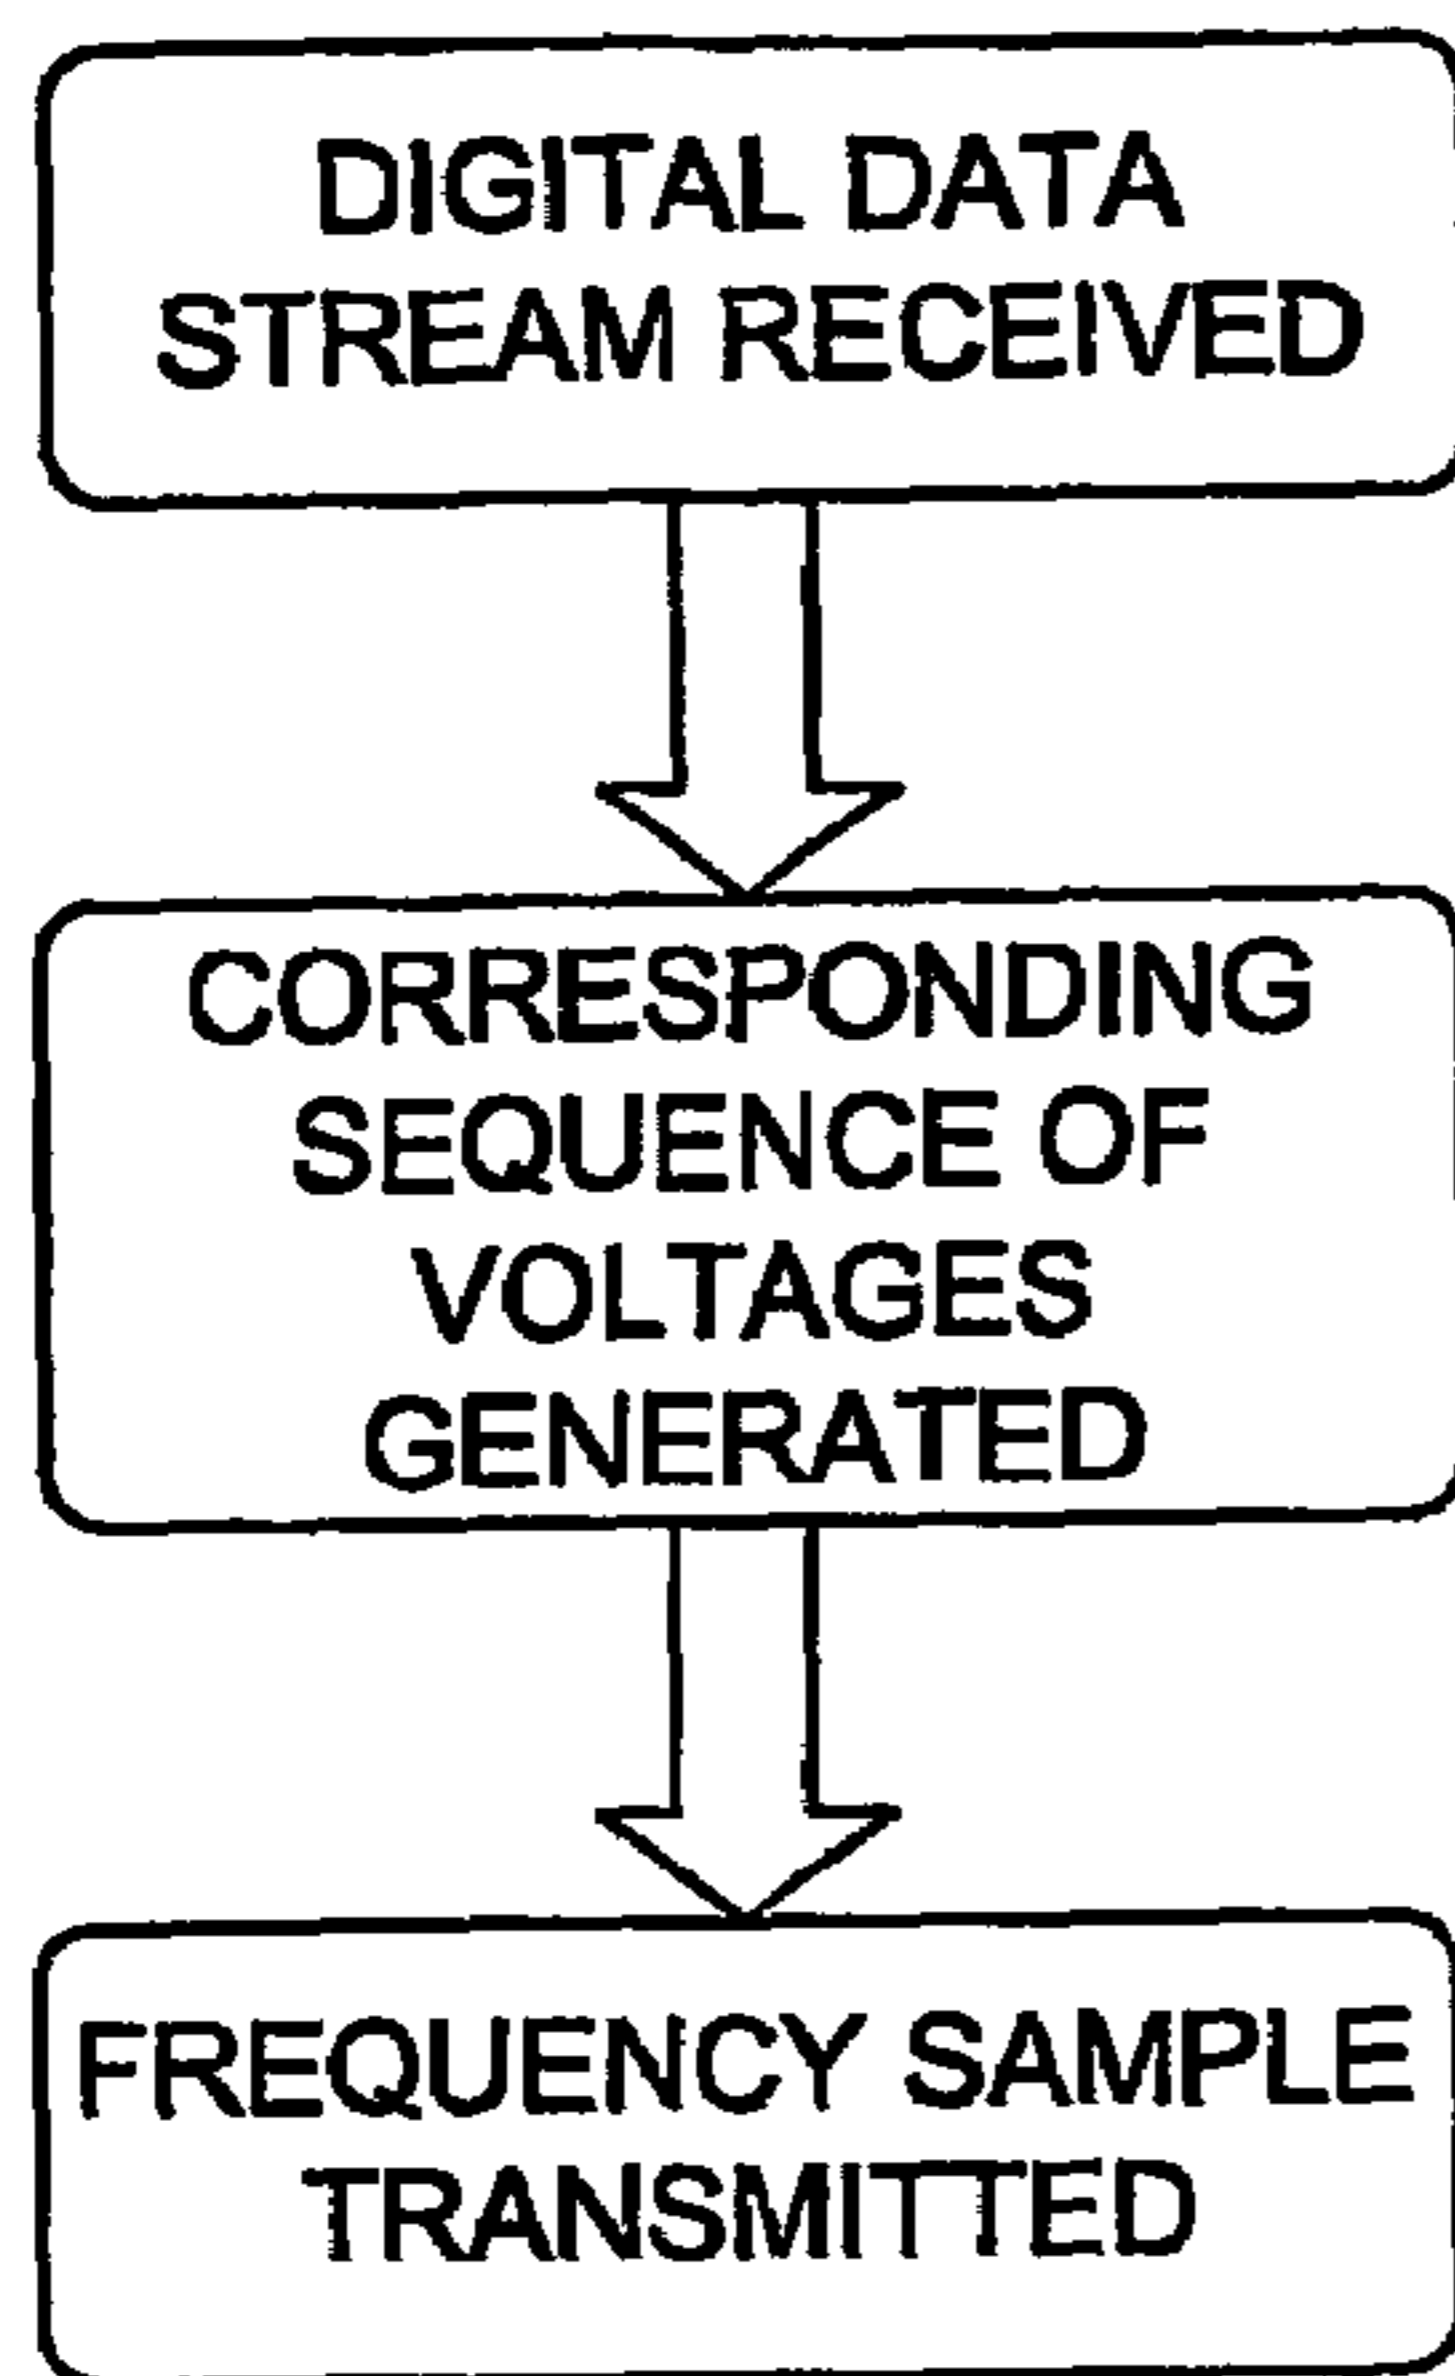 DIGITAL DATA
STREAM RECEIVED
CORRESPONDING
SEQUENCE OF
VOLTAGES
GENERATED
FREQUENCY SAMPLE
TRANSMITTED